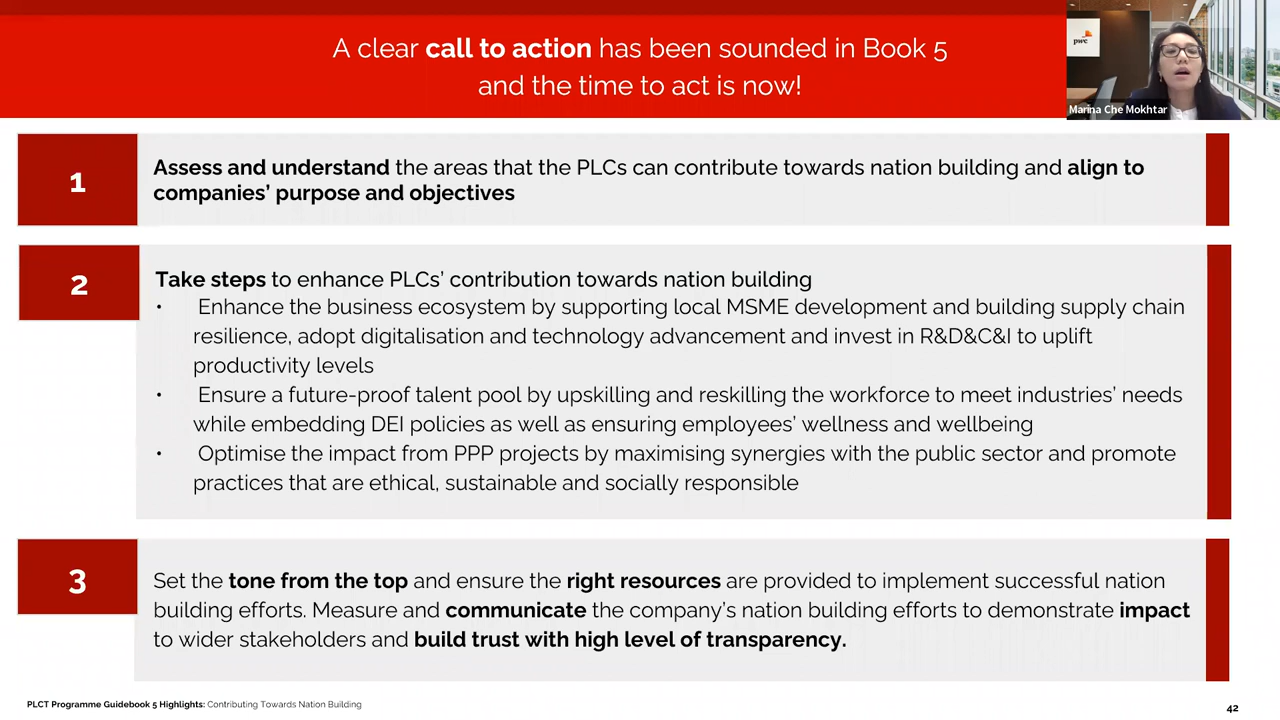 A clear call to action has been sounded in Book 5
and the time to act is now!
pwc
Marina Che Mokhtar
1
Assess and understand the areas that the PLCs can contribute towards nation building and align to
companies' purpose and objectives
2
Take steps to enhance PLCs' contribution towards nation building
• Enhance the business ecosystem by supporting local MSME development and building supply chain
resilience, adopt digitalisation and technology advancement and invest in R&D&C&I to uplift
productivity levels
• Ensure a future-proof talent pool by upskilling and reskilling the workforce to meet industries' needs
while embedding DEI policies as well as ensuring employees' wellness and wellbeing
• Optimise the impact from PPP projects by maximising synergies with the public sector and promote
practices that are ethical, sustainable and socially responsible
3
Set the tone from the top and ensure the right resources are provided to implement successful nation
building efforts. Measure and communicate the company's nation building efforts to demonstrate impact
to wider stakeholders and build trust with high level of transparency.
PLCT Programme Guidebook 5 Highlights: Contributing Towards Nation Building
42